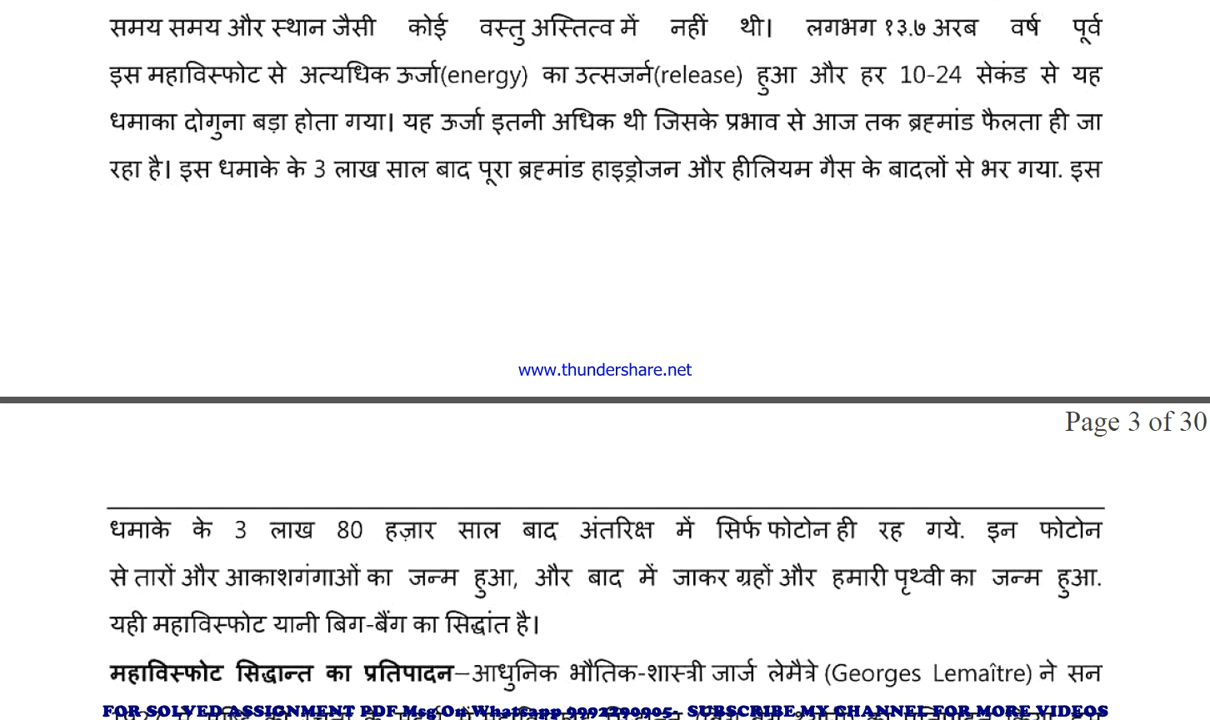 समय समय और स्थान जैसी कोई वस्तु अस्तित्व में नहीं थी। लगभग १३.७ अरब वर्ष पूर्व
इस महाविस्फोट से अत्यधिक ऊर्जा(energy) का उत्सजर्न(release) हुआ और हर 10-24 सेकंड से यह
धमाका दोगुना बड़ा होता गया। यह ऊर्जा इतनी अधिक थी जिसके प्रभाव से आज तक ब्रह्मांड फैलता ही जा
रहा है। इस धमाके के 3 लाख साल बाद पूरा ब्रह्मांड हाइड्रोजन और हीलियम गैस के बादलों से भर गया. इस
www.thundershare.net
Page 3 of 30
धमाके के 3 लाख 80 हज़ार साल बाद अंतरिक्ष में सिर्फ फोटोन ही रह गये. इन फोटोन
से तारों और आकाशगंगाओं का जन्म हुआ, और बाद में जाकर ग्रहों और हमारी पृथ्वी का जन्म हुआ.
यही महाविस्फोट यानी बिग-बैंग का सिद्धांत है।
महाविस्फोट सिद्धान्त का प्रतिपादन–आधुनिक भौतिक-शास्त्री जार्ज लेमैत्रे (Georges Lemaître) ने सन
FOR SOLVED ASSIGNMENT PDF Msg On Whatsapp 9992790905- SUBSCRIBE MY CHANNEL FOR MORE VIDEOS